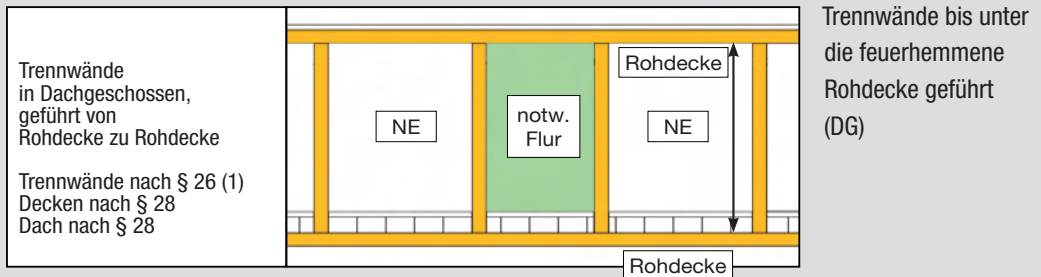 Trennwände
in Dachgeschossen,
geführt von
Rohdecke zu Rohdecke
Trennwände nach § 26 (1)
Decken nach § 28
Dach nach § 28
NE
notw.
Flur
Rohdecke
NE
Rohdecke
Trennwände bis unter
die feuerhemmene
Rohdecke geführt
(DG)